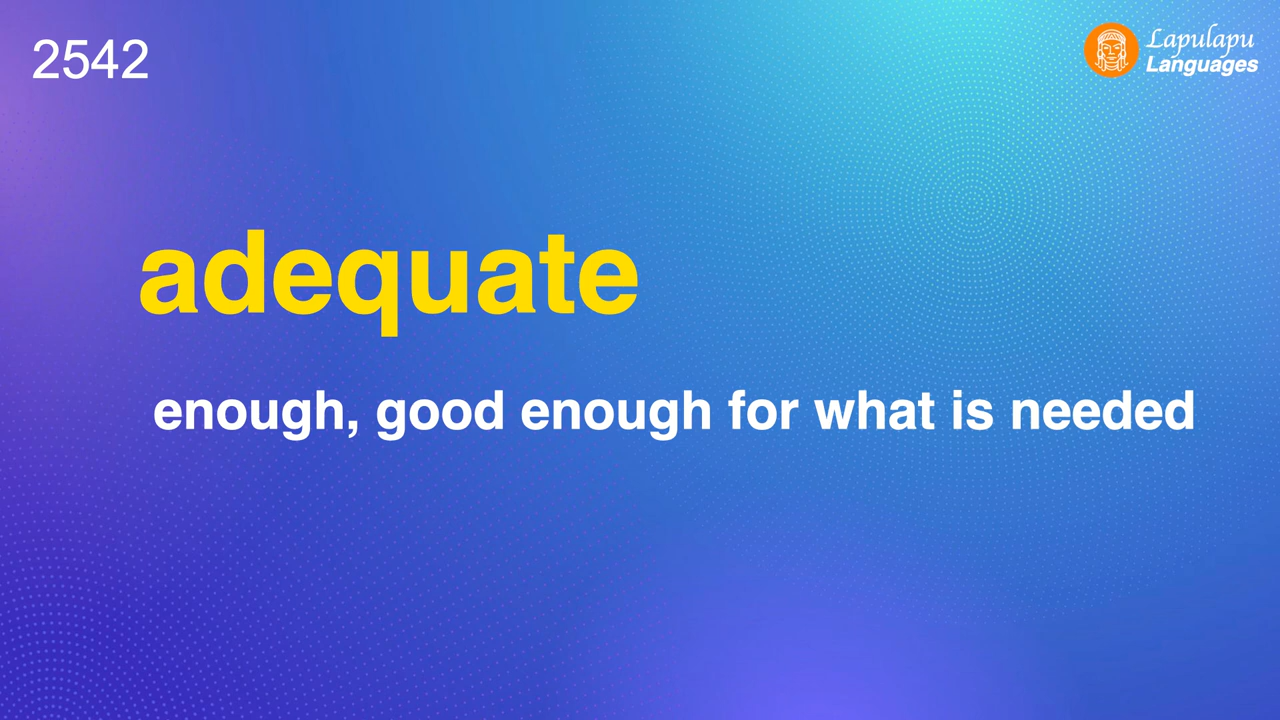 2542
Lapulapu
Languages
adequate
enough, good enough for what is needed